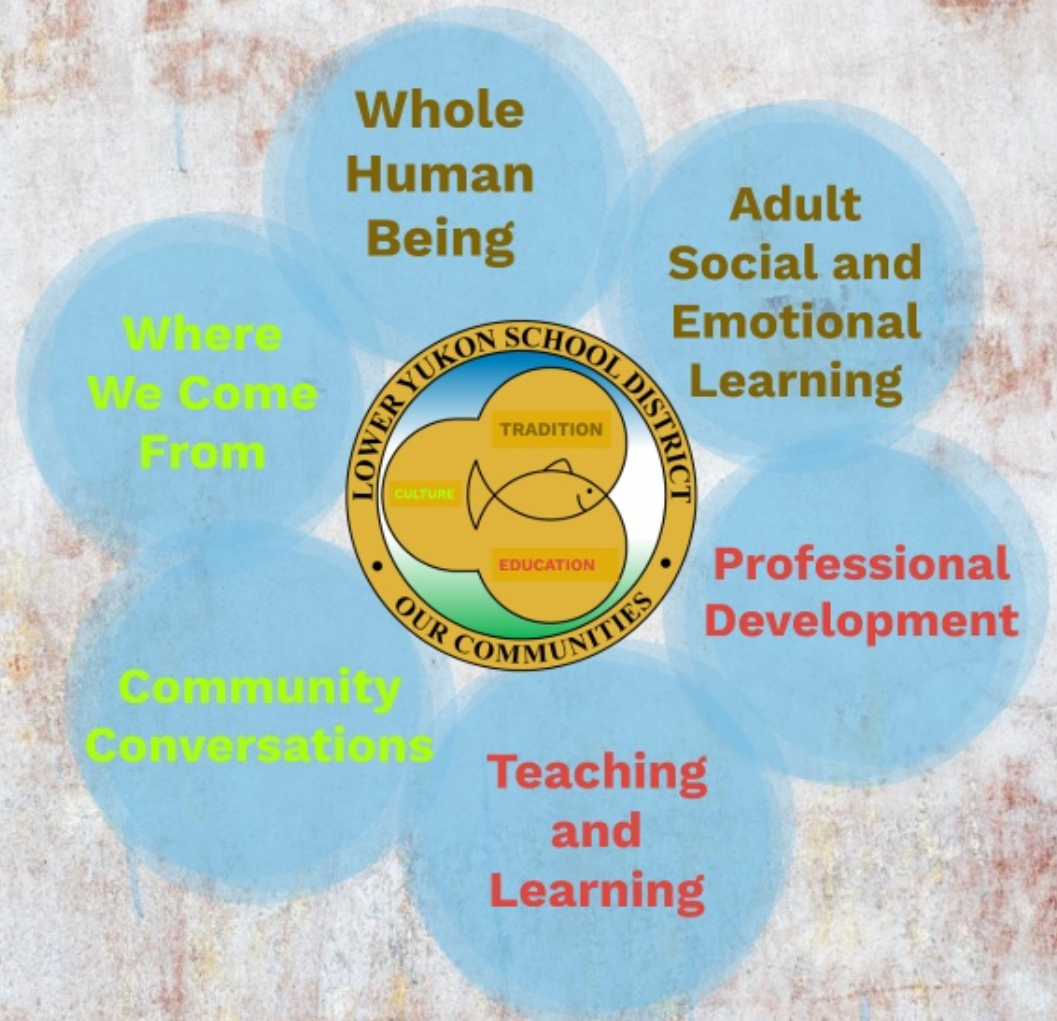 Whole
Human
Being
Adult
Social and
Emotional
Learning
Where
We Come
From
LOWER YUKON SCHOOL DISTRICT
TRADITION
CULTURE
EDUCATION
OUR COMMUNITIES
Professional
Development
Community
Conversations
Teaching
and
Learning